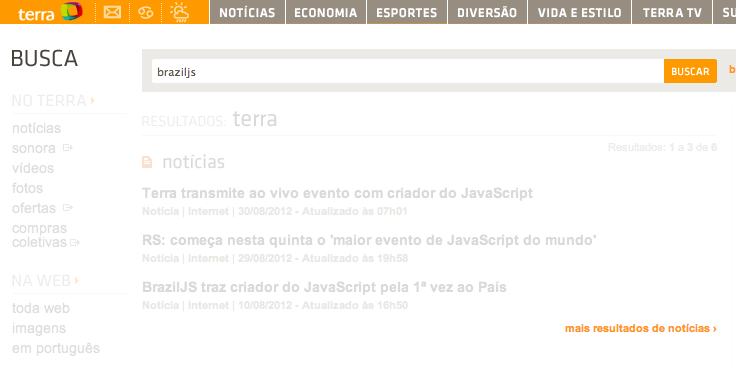 terra NOTÍCIAS ECONOMIA ESPORTES DIVERSÃO VIDA E ESTILO TERRA TV
BUSCA
braziljs BUSCAR
NO TERRA
notícias
sonora
vídeos
fotos
ofertas
compras
coletivas
NA WEB
toda web
imagens
em português
RESULTADOS: terra
Resultados: 1 a 3 de 6
notícias
Terra transmite ao vivo evento com criador do JavaScript
Notícia | Internet | 30/08/2012 - Atualizado às 07h01
RS: começa nesta quinta o 'maior evento de JavaScript do mundo'
Notícia | Internet | 29/08/2012 - Atualizado às 19h58
BrazilJS traz criador do JavaScript pela 1ª vez ao País
Notícia | Internet | 10/08/2012 - Atualizado às 16h50
mais resultados de notícias ›